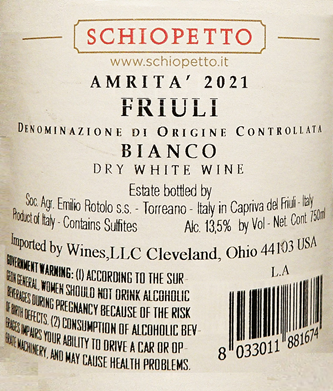 SCHIOPETTO
www.schiopetto.it
AMRITA' 2021
FRIULI
DENOMINAZIONE DI ORIGINE CONTROLLATA
BIANCO
DRY WHITE WINE
Estate bottled by
Soc. Agr. Emilio Rotolo s.s. - Torreano - Italy in Capriva del Friuli - Italy
Product of Italy - Contains Sulfites Alc. 13,5% by Vol - Net Cont. 750ml
Imported by Wines,LLC Cleveland, Ohio 44103 USA
L.A
GOVERNMENT WARNING: (1) ACCORDING TO THE SUR-
GEON GENERAL, WOMEN SHOULD NOT DRINK ALCOHOLIC
BEVERAGES DURING PREGNANCY BECAUSE OF THE RISK
OF BIRTH DEFECTS. (2) CONSUMPTION OF ALCOHOLIC BEV-
ERAGES IMPAIRS YOUR ABILITY TO DRIVE A CAR OR OP-
ERATE MACHINERY, AND MAY CAUSE HEALTH PROBLEMS.
8 033011 881674